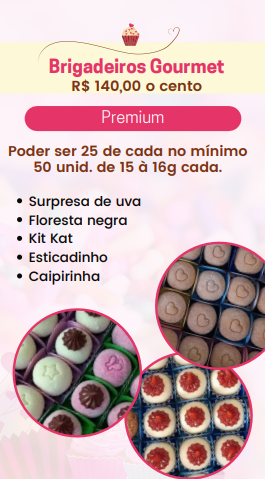 Brigadeiros Gourmet
R$ 140,00 o cento
Premium
Poder ser 25 de cada no mínimo
50 unid. de 15 à 16g cada.
• Surpresa de uva
• Floresta negra
• Kit Kat
• Esticadinho
• Caipirinha